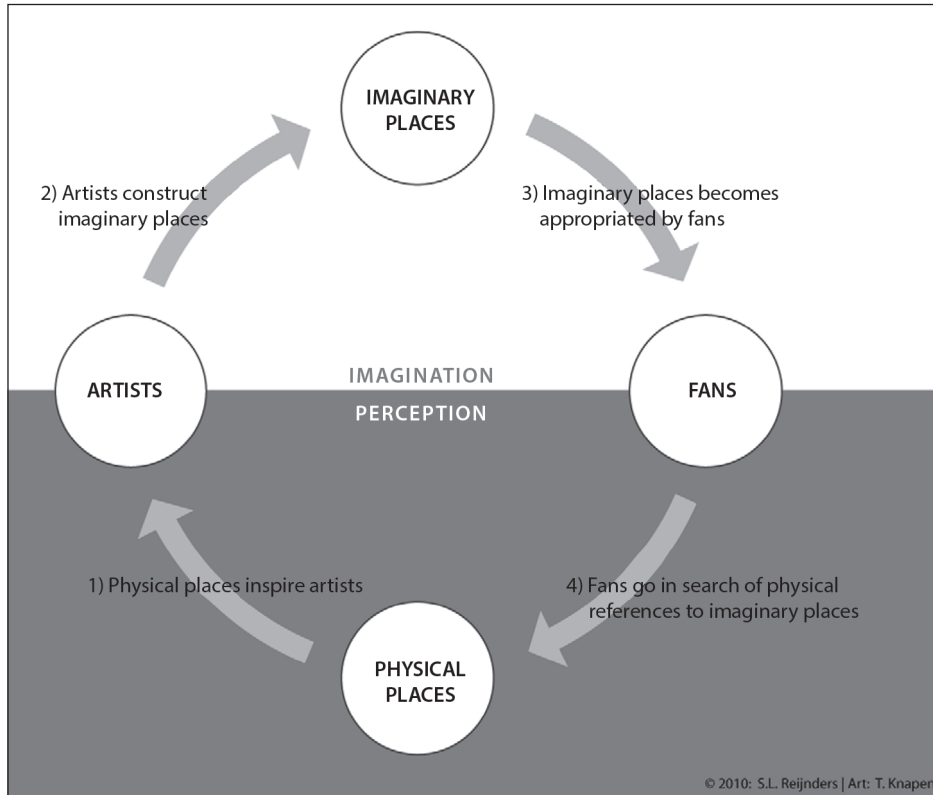 IMAGINARY
PLACES
2) Artists construct
imaginary places
3) Imaginary places becomes
appropriated by fans
ARTISTS
IMAGINATION
PERCEPTION
FANS
1) Physical places inspire artists
4) Fans go in search of physical
references to imaginary places
PHYSICAL
PLACES
© 2010: S.L. Reijnders | Art: T. Knapen